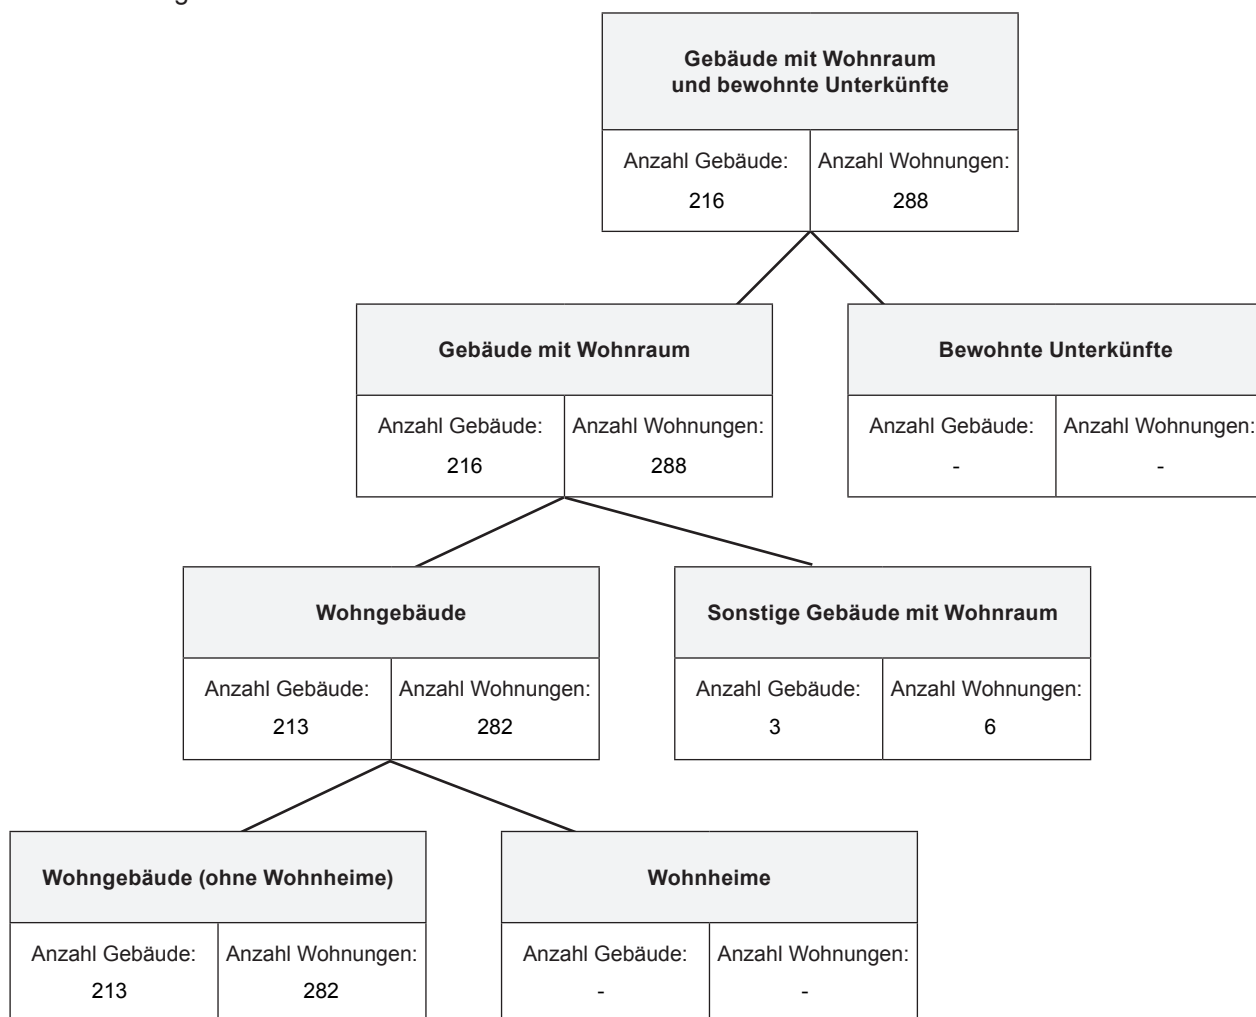 Gebäude mit Wohnraum
und bewohnte Unterkünfte
Anzahl Gebäude: Anzahl Wohnungen:
216 288
Gebäude mit Wohnraum
Bewohnte Unterkünfte
Anzahl Gebäude: Anzahl Wohnungen:
216 288
Anzahl Gebäude: Anzahl Wohnungen:
- -
Wohngebäude
Sonstige Gebäude mit Wohnraum
Anzahl Gebäude: Anzahl Wohnungen:
213 282
Anzahl Gebäude: Anzahl Wohnungen:
3 6
Wohngebäude (ohne Wohnheime)
Wohnheime
Anzahl Gebäude: Anzahl Wohnungen:
213 282
Anzahl Gebäude: Anzahl Wohnungen:
- -